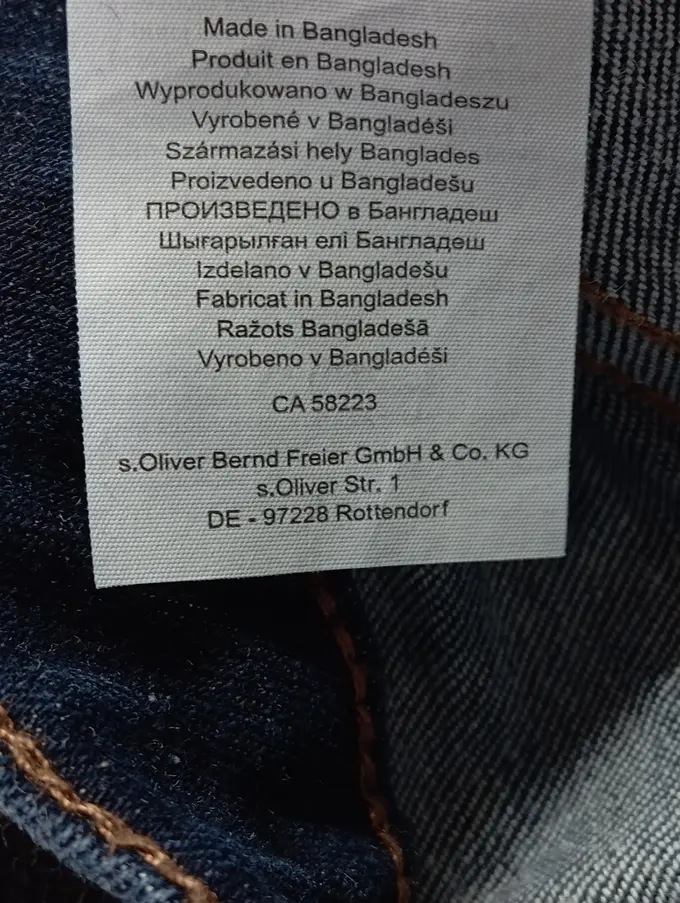 Made in Bangladesh
Produit en Bangladesh
Wyprodukowano w Bangladeszu
Vyrobené v Bangladéši
Származási hely Banglades
Proizvedeno u Bangladešu
ПРОИЗВЕДЕНО в Бангладеш
Шығарылған елі Бангладеш
Izdelano v Bangladešu
Fabricat in Bangladesh
Ražots Bangladešā
Vyrobeno v Bangladéši
CA 58223
s.Oliver Bernd Freier GmbH & Co. KG
s.Oliver Str. 1
DE - 97228 Rottendorf